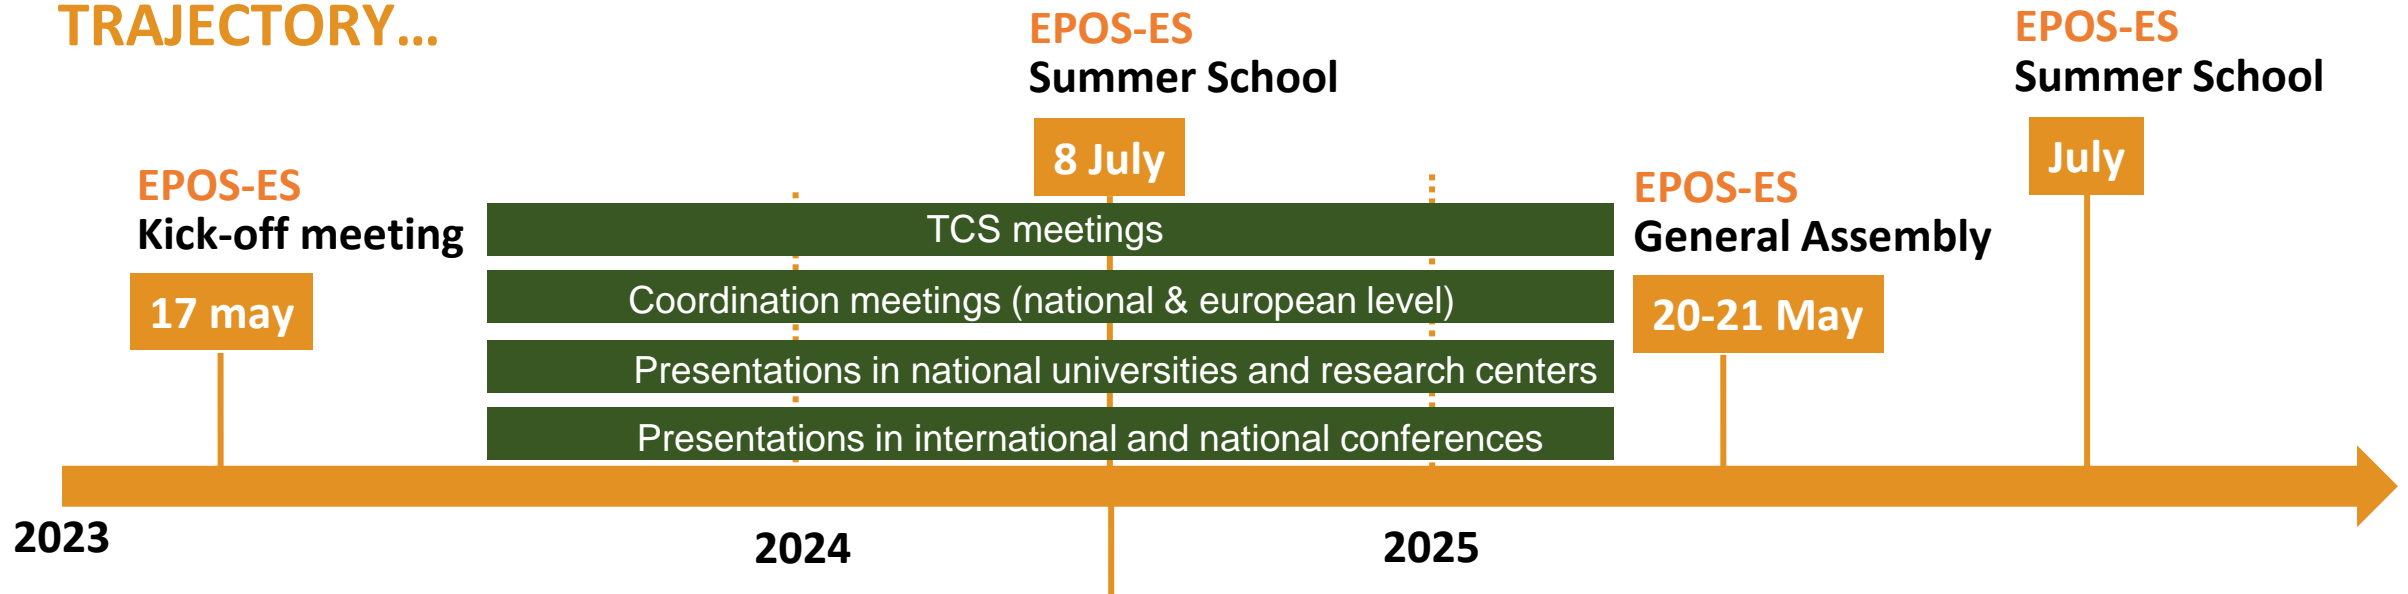 TRAJECTORY...
EPOS-ES
Kick-off meeting
17 may
EPOS-ES
Summer School
8 July
TCS meetings
Coordination meetings (national & european level)
Presentations in national universities and research centers
Presentations in international and national conferences
EPOS-ES
General Assembly
20-21 May
EPOS-ES
Summer School
July
2023
2024
2025